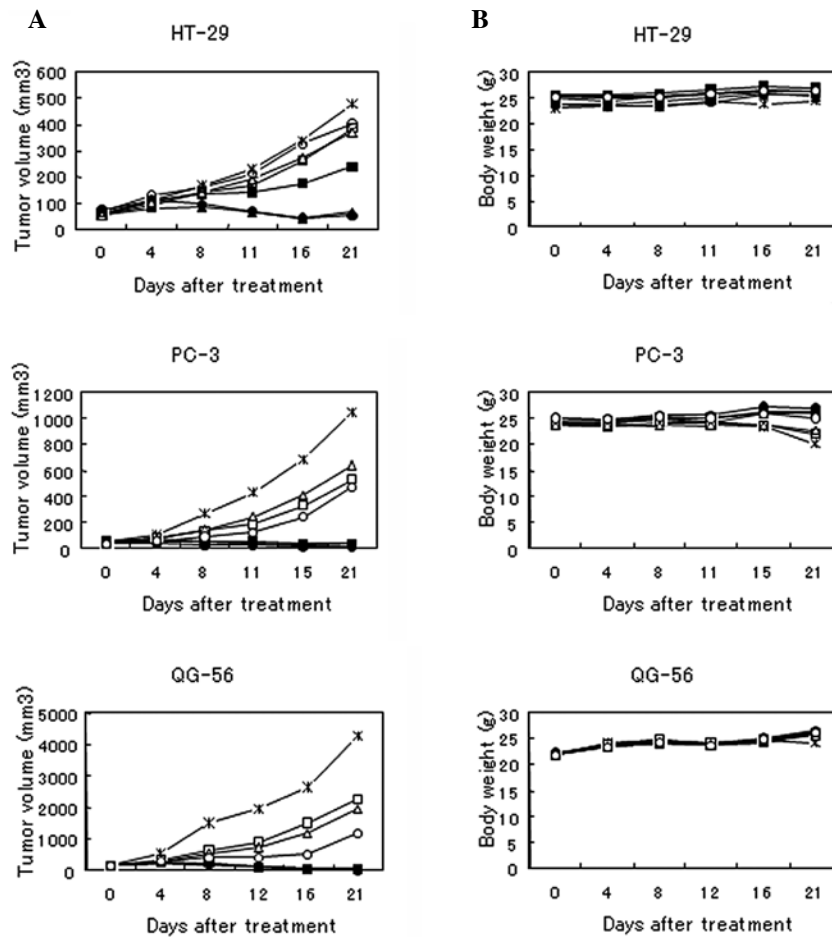 A
B
HT-29
HT-29
Tumor volume (mm3)
600
500
400
300
200
100
0
0 4 8 11 16 21
Days after treatment
Body weight (g)
30
25
20
15
10
5
0
0 4 8 11 16 21
Days after treatment
PC-3
PC-3
Tumor volume (mm3)
1200
1000
800
600
400
200
0
0 4 8 11 15 21
Days after treatment
Body weight (g)
30
25
20
15
10
5
0
0 4 8 11 15 21
Days after treatment
QG-56
QG-56
Tumor volume (mm3)
5000
4000
3000
2000
1000
0
0 4 8 12 16 21
Days after treatment
Body weight (g)
30
25
20
15
10
5
0
0 4 8 12 16 21
Days after treatment